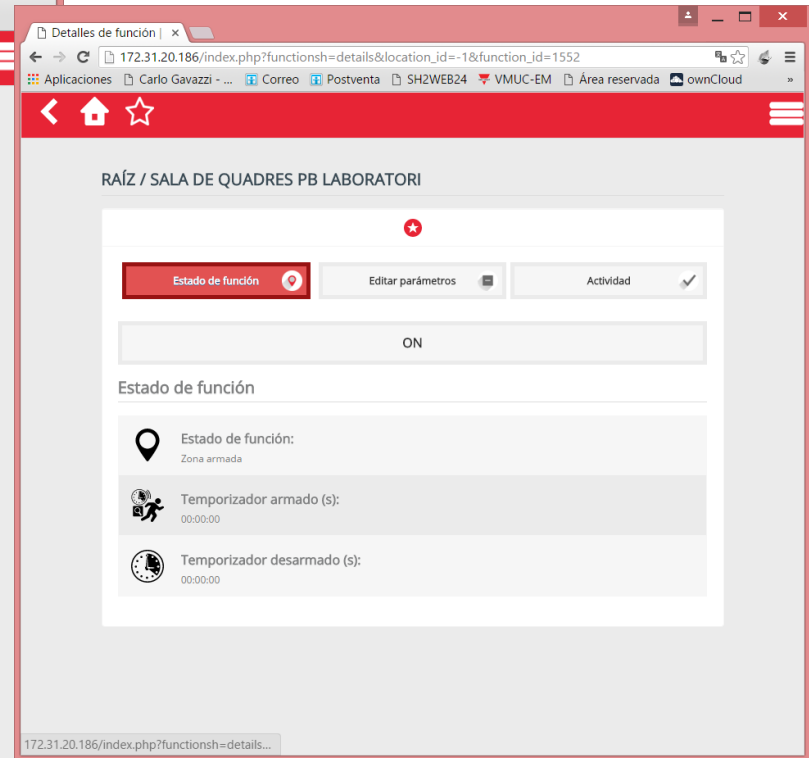 Detalles de función |
172.31.20.186/index.php?functionsh=details&location_id=-1&function_id=1552
Aplicaciones Carlo Gavazzi - ... Correo Postventa SH2WEB24 VMUC-EM Área reservada ownCloud »
RAÍZ / SALA DE QUADRES PB LABORATORI
Estado de función Editar parámetros Actividad
ON
Estado de función
Estado de función:
Zona armada
Temporizador armado (s):
00:00:00
Temporizador desarmado (s):
00:00:00
172.31.20.186/index.php?functionsh=details...